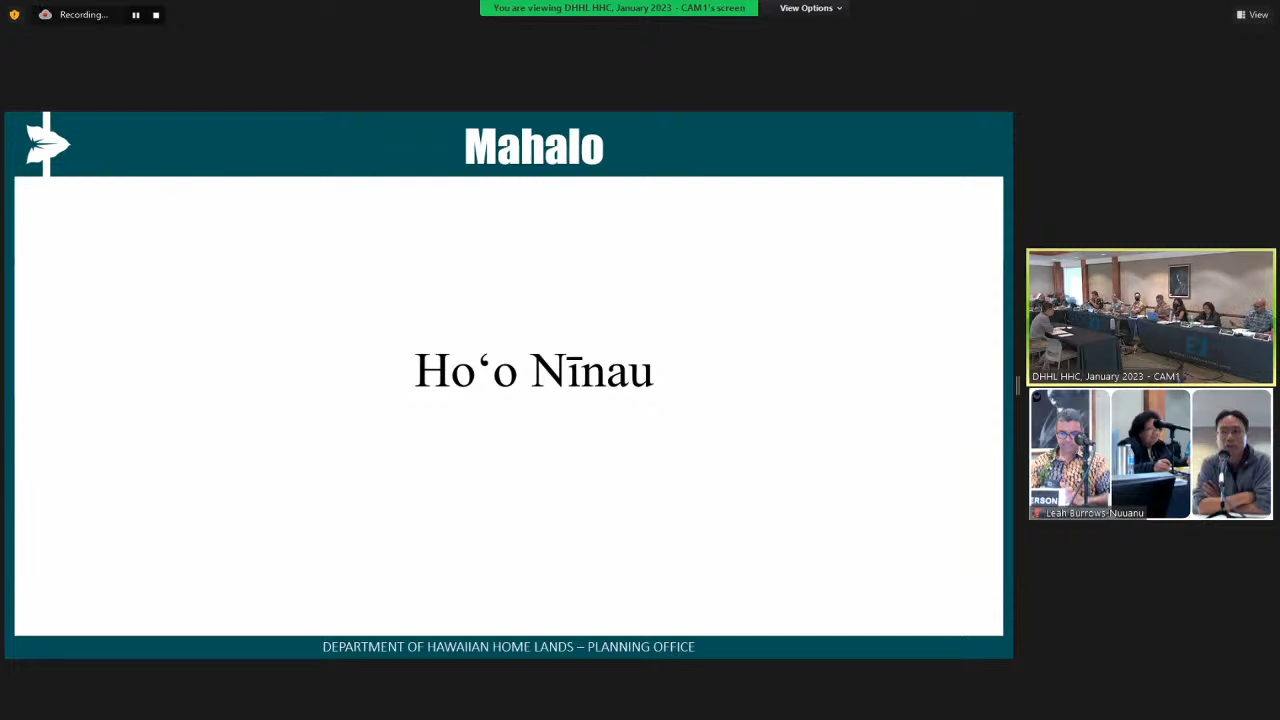 Recording...
You are viewing DHHL HHC, January 2023 - CAM1's screen
View Options
View
Mahalo
Hoʻo Nīnau
DEPARTMENT OF HAWAIIAN HOME LANDS – PLANNING OFFICE
DHHL HHC, January 2023 - CAM1
ERSON
Leah Burrows-Nuuanu